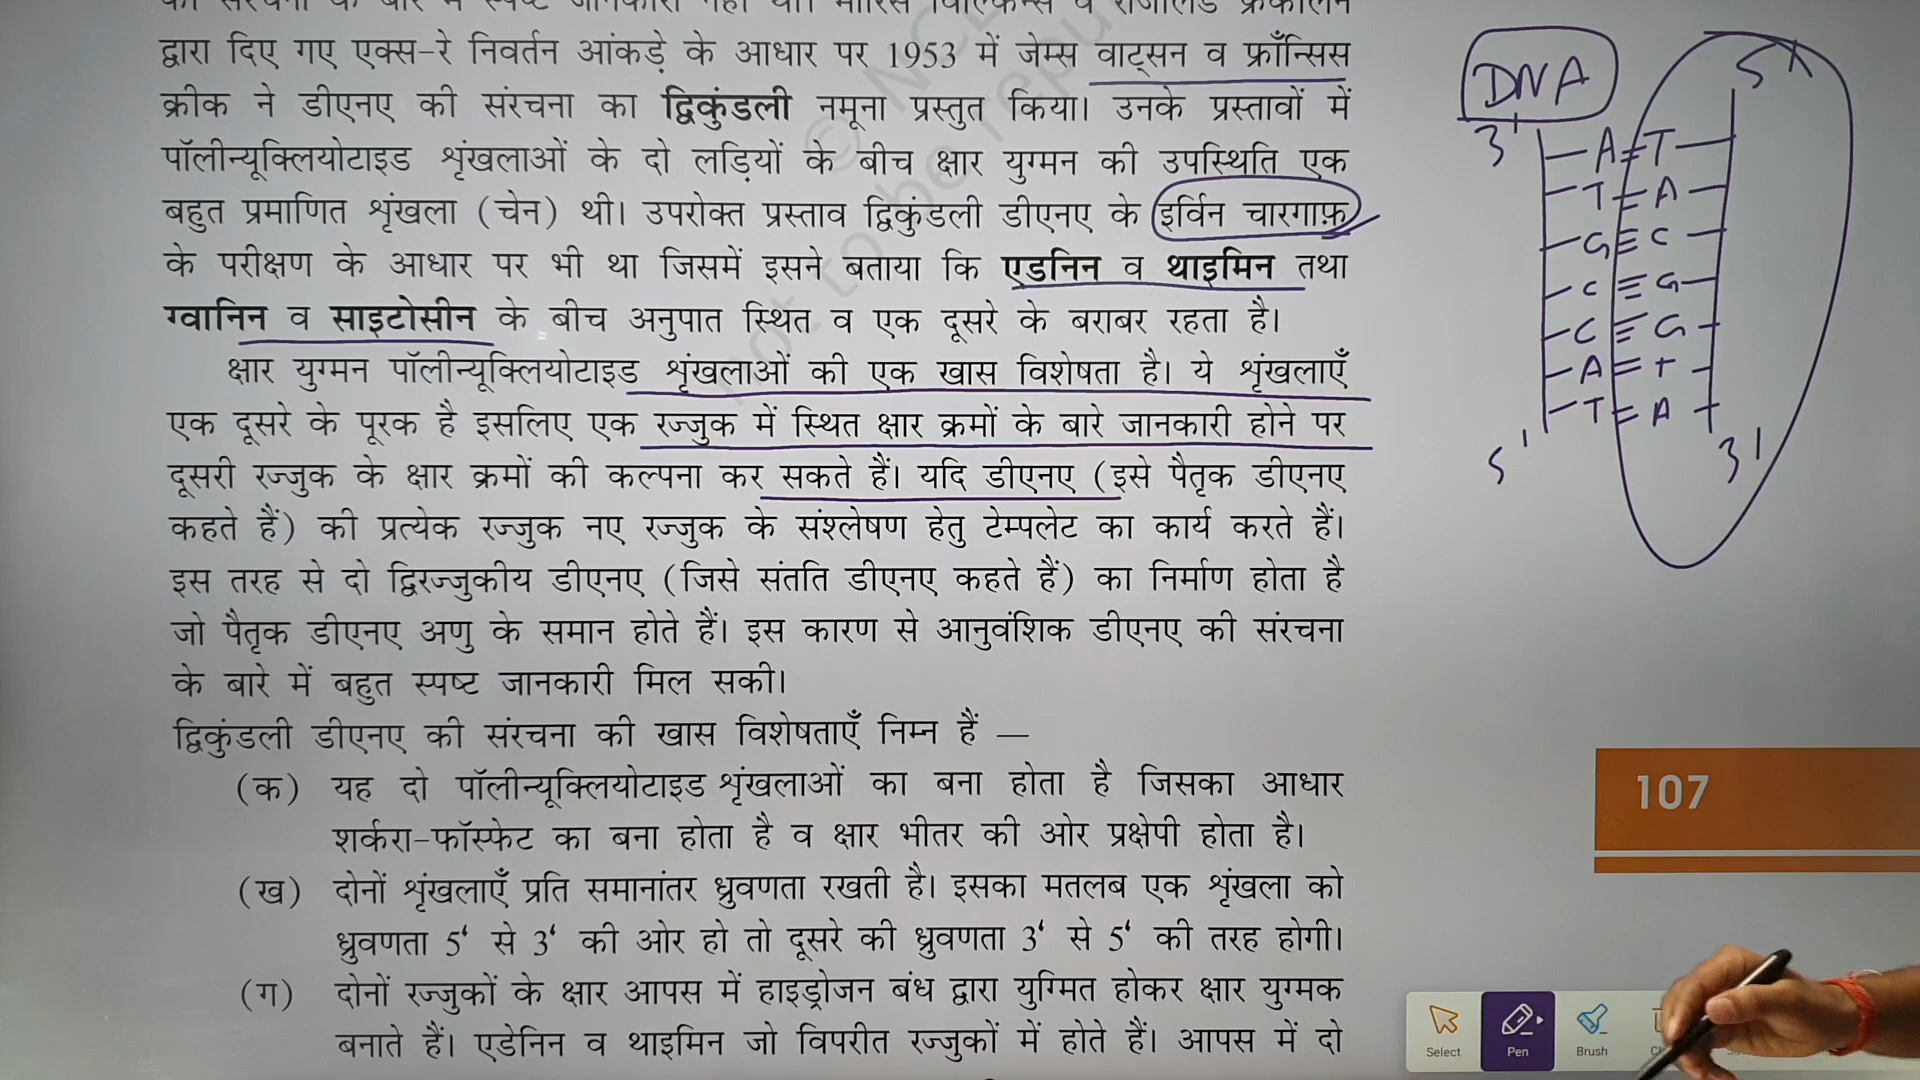 की संरचना के बारे में स्पष्ट जानकारी नहीं थी। मॉरिस विल्किन्स व रोजलिंड फ्रेंकलिन
द्वारा दिए गए एक्स-रे निवर्तन आंकड़े के आधार पर 1953 में जेम्स वाट्सन व फ्रॉंन्सिस
क्रीक ने डीएनए की संरचना का द्विकुंडली नमूना प्रस्तुत किया। उनके प्रस्तावों में
पॉलीन्यूक्लियोटाइड शृंखलाओं के दो लड़ियों के बीच क्षार युग्मन की उपस्थिति एक
बहुत प्रमाणित शृंखला (चेन) थी। उपरोक्त प्रस्ताव द्विकुंडली डीएनए के इर्विन चारगाफ़
के परीक्षण के आधार पर भी था जिसमें इसने बताया कि एडनिन व थाइमिन तथा
ग्वानिन व साइटोसीन के बीच अनुपात स्थित व एक दूसरे के बराबर रहता है।
क्षार युग्मन पॉलीन्यूक्लियोटाइड शृंखलाओं की एक खास विशेषता है। ये शृंखलाएँ
एक दूसरे के पूरक है इसलिए एक रज्जुक में स्थित क्षार क्रमों के बारे जानकारी होने पर
दूसरी रज्जुक के क्षार क्रमों की कल्पना कर सकते हैं। यदि डीएनए (इसे पैतृक डीएनए
कहते हैं) की प्रत्येक रज्जुक नए रज्जुक के संश्लेषण हेतु टेम्पलेट का कार्य करते हैं।
इस तरह से दो द्विरज्जुकीय डीएनए (जिसे संतति डीएनए कहते हैं) का निर्माण होता है
जो पैतृक डीएनए अणु के समान होते हैं। इस कारण से आनुवंशिक डीएनए की संरचना
के बारे में बहुत स्पष्ट जानकारी मिल सकी।
द्विकुंडली डीएनए की संरचना की खास विशेषताएँ निम्न हैं —
(क) यह दो पॉलीन्यूक्लियोटाइड शृंखलाओं का बना होता है जिसका आधार
शर्करा-फॉस्फेट का बना होता है व क्षार भीतर की ओर प्रक्षेपी होता है।
(ख) दोनों शृंखलाएँ प्रति समानांतर ध्रुवणता रखती है। इसका मतलब एक शृंखला को
ध्रुवणता 5‘ से 3‘ की ओर हो तो दूसरे की ध्रुवणता 3‘ से 5‘ की तरह होगी।
(ग) दोनों रज्जुकों के क्षार आपस में हाइड्रोजन बंध द्वारा युग्मित होकर क्षार युग्मक
बनाते हैं। एडेनिन व थाइमिन जो विपरीत रज्जुकों में होते हैं। आपस में दो
DNA
3' 5'
A=T
T=A
G≡C
C≡G
C≡G
A=T
T=A
5' 3'
107
Select Pen Brush